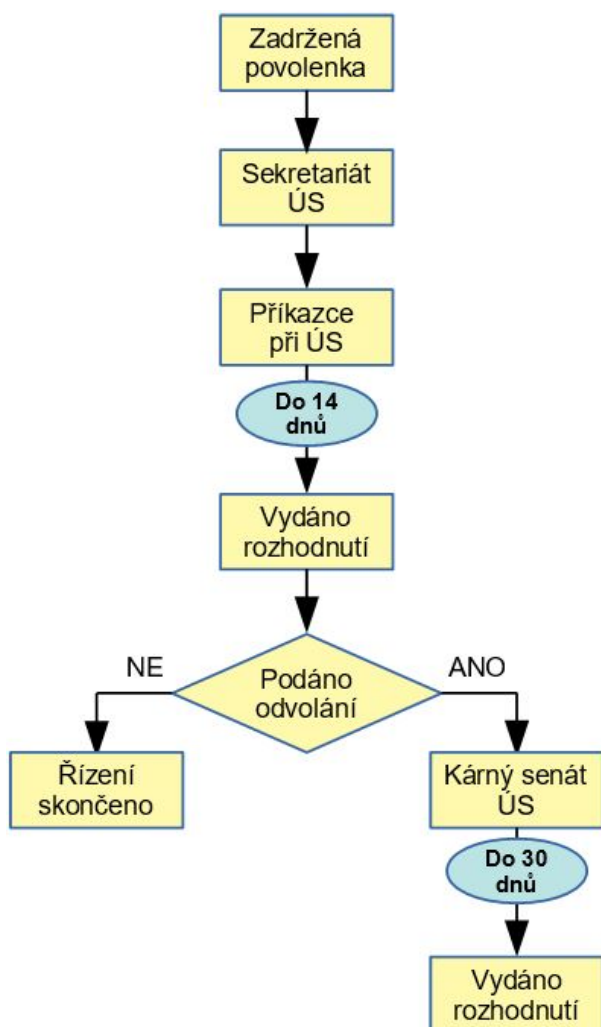 Zadržená
povolenka
Sekretariát
ÚS
Příkazce
při ÚS
Do 14
dnů
Vydáno
rozhodnutí
NE
ANO
Podáno
odvolání
Řízení
skončeno
Kárný senát
ÚS
Do 30
dnů
Vydáno
rozhodnutí